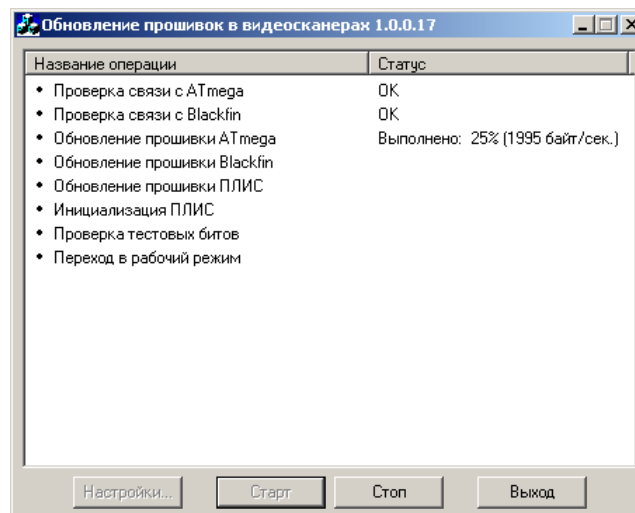 Обновление прошивок в видеосканерах 1.0.0.17
Название операции Статус
Проверка связи с ATmega OK
Проверка связи с Blackfin OK
Обновление прошивки ATmega Выполнено: 25% (1995 байт/сек.)
Обновление прошивки Blackfin
Обновление прошивки ПЛИС
Инициализация ПЛИС
Проверка тестовых битов
Переход в рабочий режим
Настройки... Старт Стоп Выход